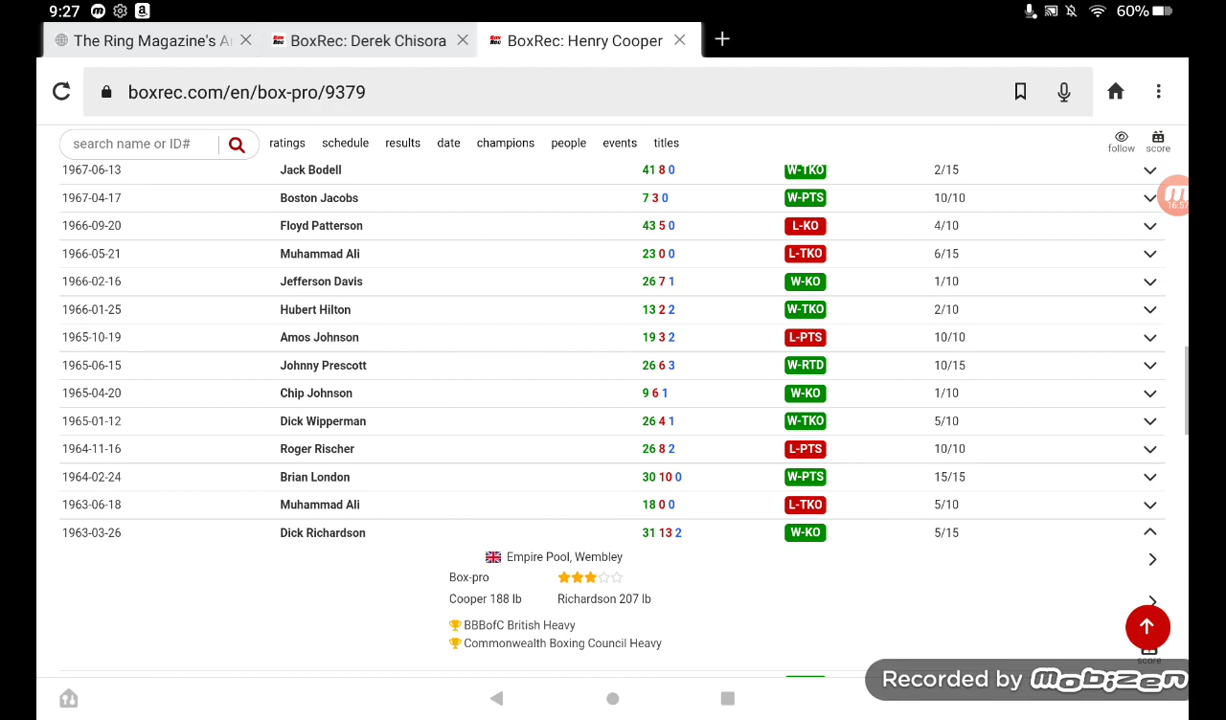 9:27 60%
The Ring Magazine's A BoxRec: Derek Chisora BoxRec: Henry Cooper
boxrec.com/en/box-pro/9379
search name or ID# ratings schedule results date champions people events titles follow score
1967-06-13 Jack Bodell 41 8 0 W-TKO 2/15
16:57
1967-04-17 Boston Jacobs 7 3 0 W-PTS 10/10
1966-09-20 Floyd Patterson 43 5 0 L-KO 4/10
1966-05-21 Muhammad Ali 23 0 0 L-TKO 6/15
1966-02-16 Jefferson Davis 26 7 1 W-KO 1/10
1966-01-25 Hubert Hilton 13 2 2 W-TKO 2/10
1965-10-19 Amos Johnson 19 3 2 L-PTS 10/10
1965-06-15 Johnny Prescott 26 6 3 W-RTD 10/15
1965-04-20 Chip Johnson 9 6 1 W-KO 1/10
1965-01-12 Dick Wipperman 26 4 1 W-TKO 5/10
1964-11-16 Roger Rischer 26 8 2 L-PTS 10/10
1964-02-24 Brian London 30 10 0 W-PTS 15/15
1963-06-18 Muhammad Ali 18 0 0 L-TKO 5/10
1963-03-26 Dick Richardson 31 13 2 W-KO 5/15
Empire Pool, Wembley
Box-pro
Cooper 188 lb Richardson 207 lb
BBBofC British Heavy
Commonwealth Boxing Council Heavy
score
Recorded by mobizen